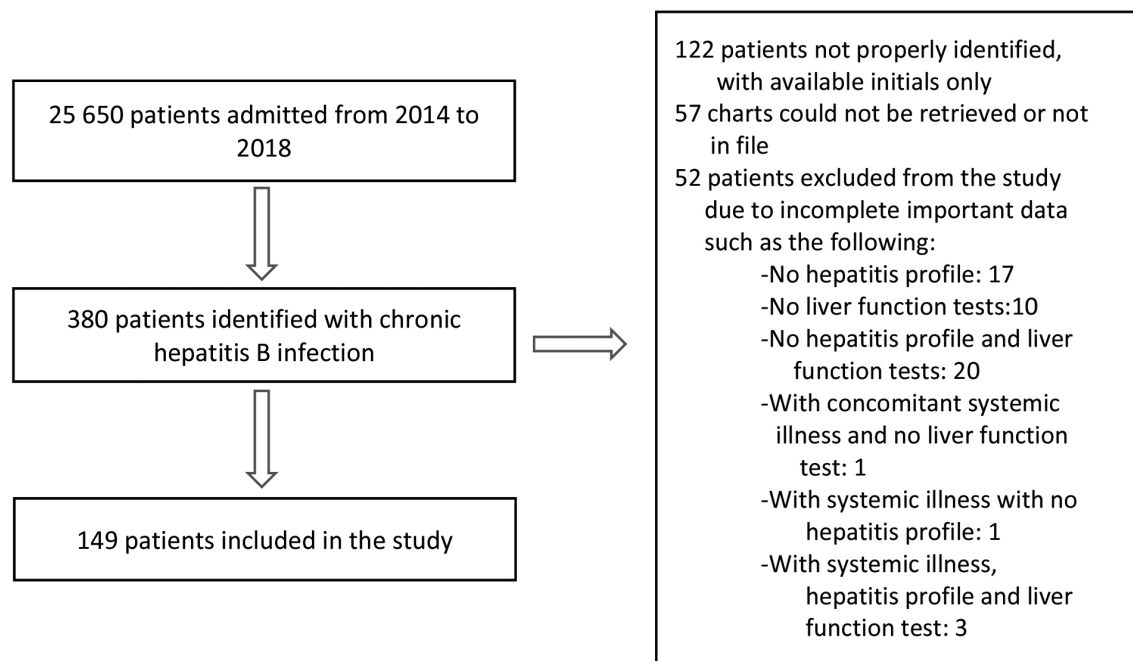 25 650 patients admitted from 2014 to
2018
380 patients identified with chronic
hepatitis B infection
149 patients included in the study
122 patients not properly identified,
with available initials only
57 charts could not be retrieved or not
in file
52 patients excluded from the study
due to incomplete important data
such as the following:
-No hepatitis profile: 17
-No liver function tests:10
-No hepatitis profile and liver
function tests: 20
-With concomitant systemic
illness and no liver function
test: 1
-With systemic illness with no
hepatitis profile: 1
-With systemic illness,
hepatitis profile and liver
function test: 3